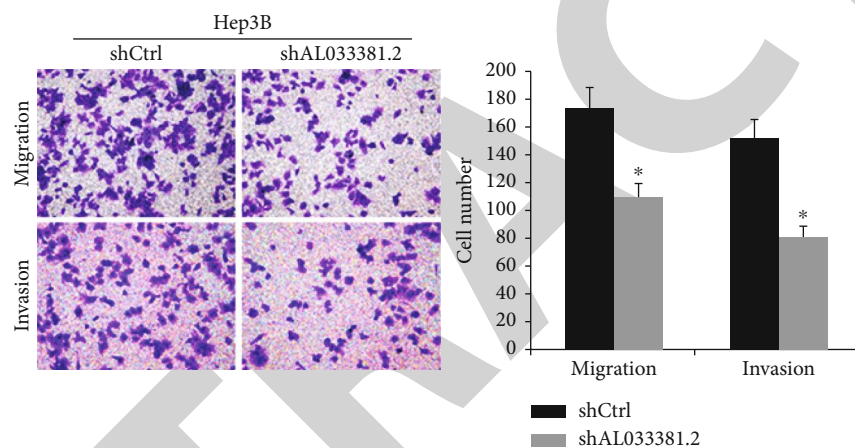 Hep3B
shCtrl
shAL033381.2
Migration
Invasion
Cell number
200
180
160
140
120
100
80
60
40
20
0
*
*
Migration
Invasion
shCtrl
shAL033381.2
TRAC